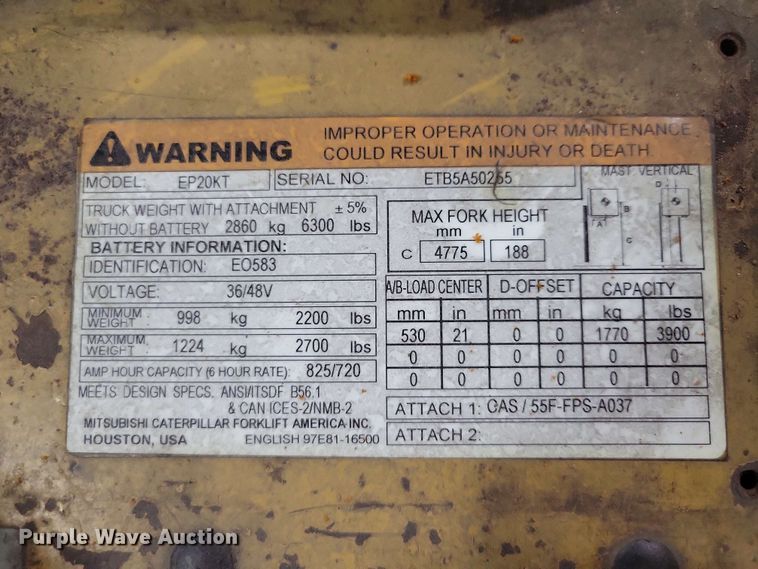 WARNING
IMPROPER OPERATION OR MAINTENANCE
COULD RESULT IN INJURY OR DEATH.
MODEL: EP20KT
SERIAL NO: ETB5A50265
TRUCK WEIGHT WITH ATTACHMENT ± 5%
WITHOUT BATTERY 2860 kg 6300 lbs
BATTERY INFORMATION:
IDENTIFICATION: EO583
VOLTAGE: 36/48V
MINIMUM WEIGHT: 998 kg 2200 lbs
MAXIMUM WEIGHT: 1224 kg 2700 lbs
AMP HOUR CAPACITY (6 HOUR RATE): 825/720
MEETS DESIGN SPECS. ANSI/ITSDF B56.1
& CAN ICES-2/NMB-2
MITSUBISHI CATERPILLAR FORKLIFT AMERICA INC.
HOUSTON, USA ENGLISH 97E81-16500
MAX FORK HEIGHT
mm in
C 4775 188
MAST VERTICAL
D
A B
C
A/B-LOAD CENTER D-OFFSET CAPACITY
mm in mm in kg lbs
530 21 0 0 1770 3900
0 0 0 0 0 0
0 0 0 0 0 0
ATTACH 1: CAS / 55F-FPS-A037
ATTACH 2:
Purple Wave Auction